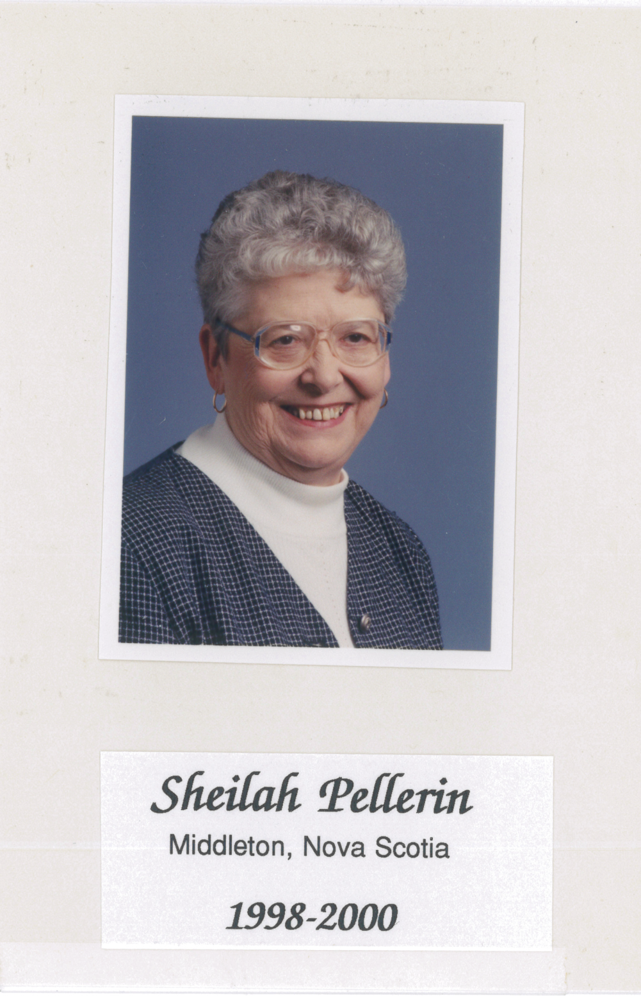 Sheilah Pellerin
Middleton, Nova Scotia
1998-2000